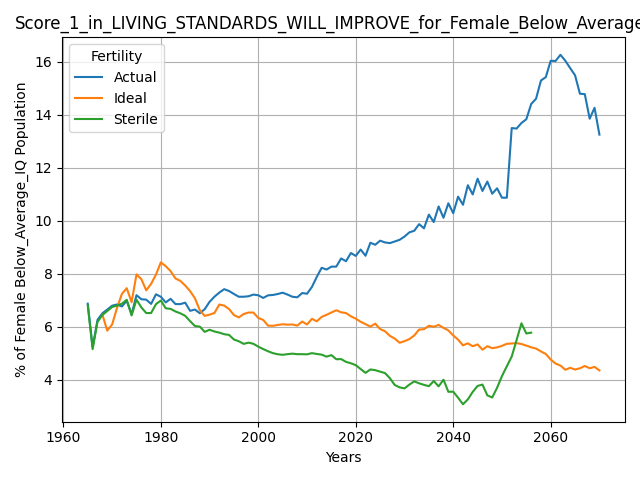 Score_1_in_LIVING_STANDARDS_WILL_IMPROVE_for_Female_Below_Average
Fertility
Actual
Ideal
Sterile
% of Female Below_Average_IQ Population
16
14
12
10
8
6
4
1960 1980 2000 2020 2040 2060
Years